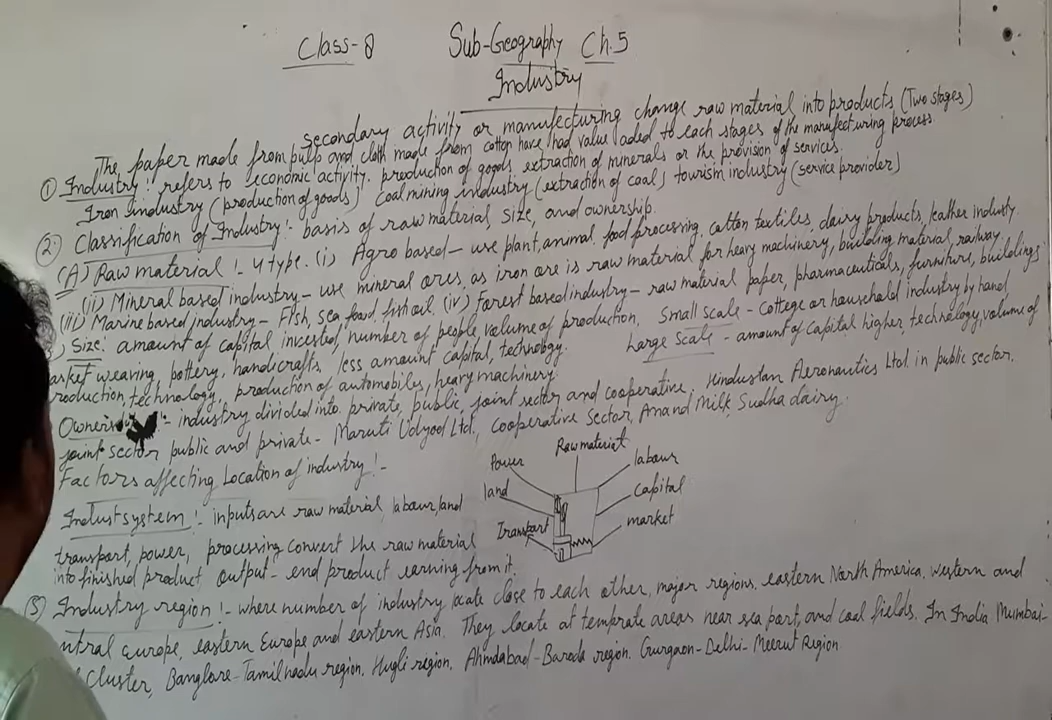 Class-8 Sub-Geography Ch.5
Industry
Secondary activity or manufacturing change raw material into products (Two stages)
The paper made from pulp and cloth made from cotton have had value aded to each stages of the manufacturing process.
① Industry :- refers to economic activity. production of goods, extraction of minerals or the provision of services.
Iron industry (production of goods) Coal mining industry (extraction of coal) tourism industry (service provider)
② Classification of Industry :- basis of raw material, size, and ownership.
(A) Raw material :- 4 type. (i) Agro based - use plant, animal. food processing, cotton textiles, dairy products, leather industy
(ii) Mineral based industry - use mineral ores, as iron ore is raw material for heavy machinery, building material, railway
(iii) Marine based industry - Fish, sea food, fish oil. (iv) Forest based industry - raw material paper, pharmaceuticals, furniture, buildings
) Size: amount of capital invested, number of people, volume of production. Small scale - Cottege or household industry by hand
arket weaving, pottery, handicrafts, less amount capital, technology. Large scale - amount of capital higher, technology, volume of
roduction, technology, production of automobiles, heavy machinery.
:- industry divided into private, public, joint sector and cooperative. Hindustan Aeronautics Ltd. in public sector,
joint sector public and private - Maruti Udyod Ltd., Cooperative Sector, Anand Milk Sudha dairy.
Factors affecting Location of industry :-
Raw material
Power
labour
land
Capital
Transport
market
Industsystem :- inputs are raw material, labour, land
transport, power, processing convert the raw material
into finished product, output - end product earning from it.
③ Industry region :- where number of industry locate close to each other, major regions. eastern North America, western and
ntral europe, eastern Europe and eastern Asia. They locate at temprate areas near sea port, and coal fields. In India Mumbai-
Cluster, Banglore-Tamilnadu region, Hugli region, Ahmdabad-Baroda region. Gurgaon-Delhi-Meerut Region